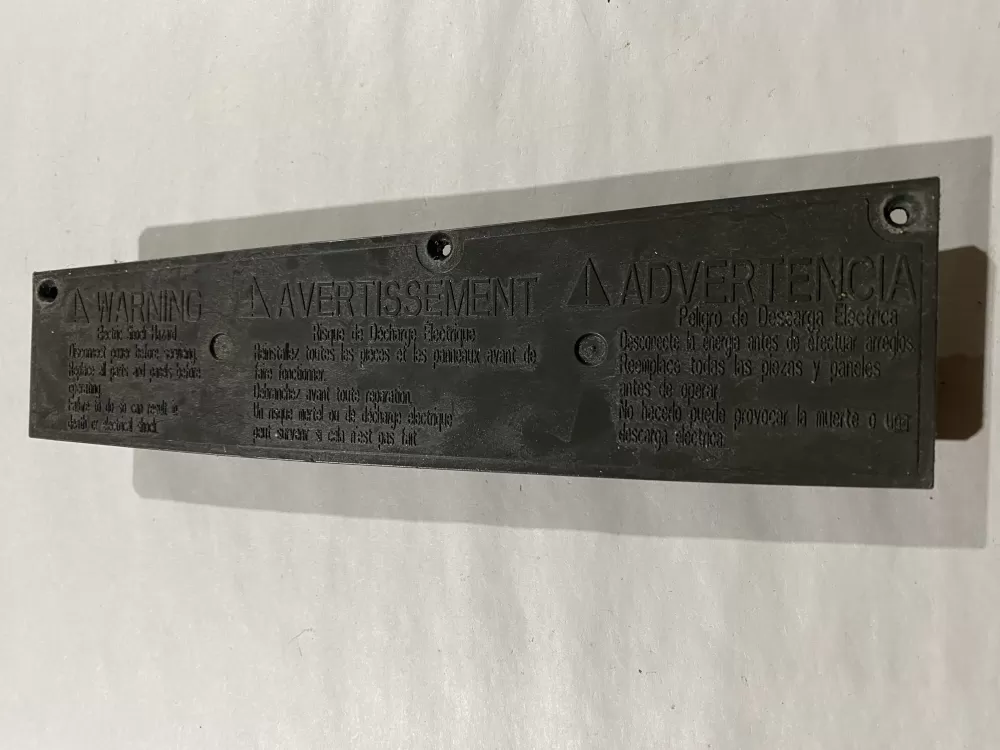 WARNING
Electric Shock Hazard
Disconnect power before servicing.
Replace all parts and panels before
operating.
Failure to do so can result in
death or electrical shock.
AVERTISSEMENT
Risque de Décharge Électrique
Réinstallez toutes les pièces et les panneaux avant de
faire fonctionner.
Débranchez avant toute réparation.
Un risque mortel ou de décharge électrique
peut survenir si cela n'est pas fait.
ADVERTENCIA
Peligro de Descarga Eléctrica
Desconecte la energía antes de efectuar arreglos.
Reemplace todas las piezas y paneles
antes de operar.
No hacerlo puede provocar la muerte o una
descarga eléctrica.